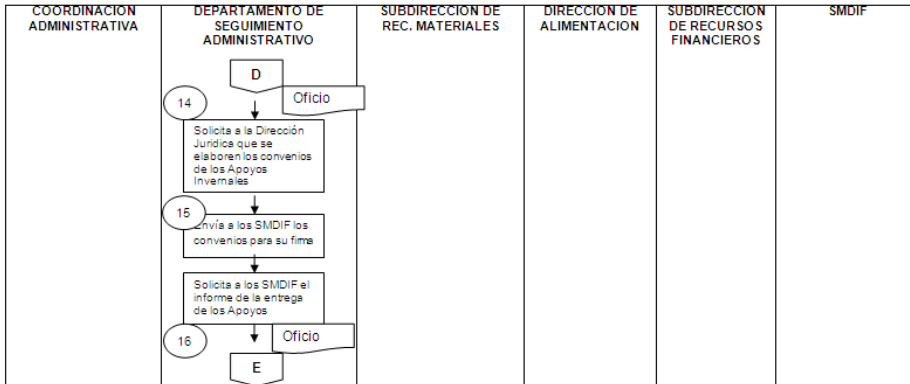 COORDINACION
ADMINISTRATIVA
DEPARTAMENTO DE
SEGUIMIENTO
ADMINISTRATIVO
SUBDIRECCION DE
REC. MATERIALES
DIRECCION DE
ALIMENTACION
SUBDIRECCION
DE RECURSOS
FINANCIEROS
SMDIF
D
Oficio
14
Solicita a la Dirección
Juridica que se
elaboren los convenios
de los Apoyos
Invernales
15
Envía a los SMDIF los
convenios para su firma
Solicita a los SMDIF el
informe de la entrega
de los Apoyos
16
Oficio
E